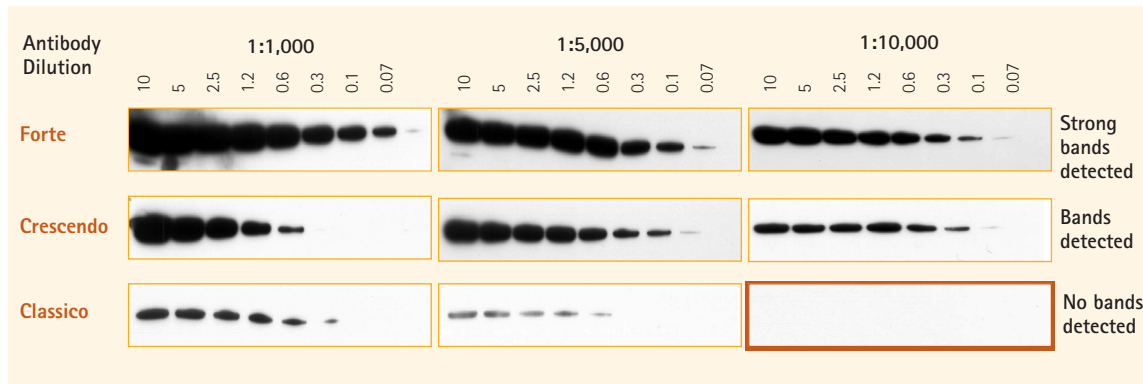 Antibody
Dilution
1:1,000
1:5,000
1:10,000
10 5 2.5 1.2 0.6 0.3 0.1 0.07
10 5 2.5 1.2 0.6 0.3 0.1 0.07
10 5 2.5 1.2 0.6 0.3 0.1 0.07
Forte
Strong
bands
detected
Crescendo
Bands
detected
Classico
No bands
detected